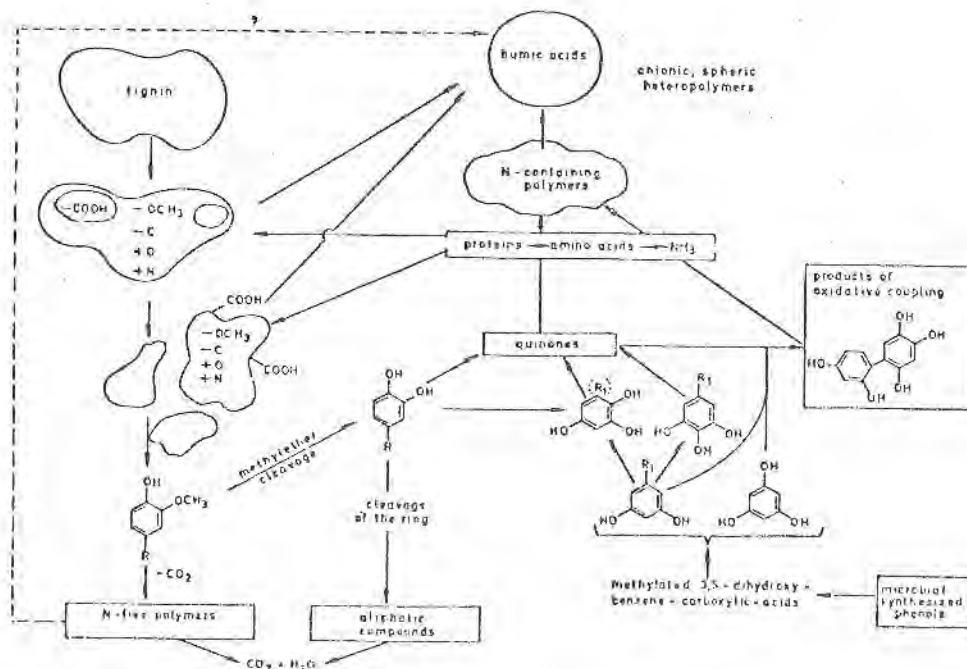 ?
humic acids
lignin
anionic, spheric
heteropolymers
N-containing
polymers
-COOH
- OCH3
- C
+ O
+ N
proteins
amino acids
NH3
products of
oxidative coupling
OH
OH
HO
OH
OH
COOH
- OCH3
- C
+ O
+ N
COOH
quinones
OH
OH
R
(R1)
OH
HO
OH
R1
HO
OH
OH
methylether
cleavage
OH
OCH3
R
- CO2
cleavage
of the ring
R1
HO
OH
OH
HO
OH
methylated 3,5 - dihydroxy -
benzene - carboxylic - acids
microbial
synthesized
phenols
N-free polymers
aliphatic
compounds
CO2 + H2O